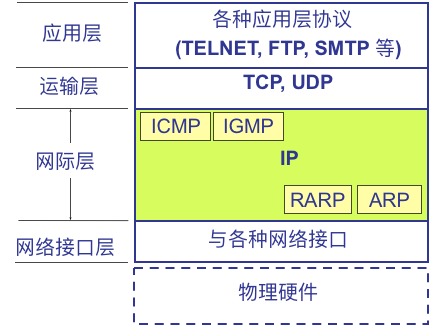 应用层
各种应用层协议
(TELNET, FTP, SMTP 等)
运输层
TCP, UDP
网际层
ICMP
IGMP
IP
RARP
ARP
网络接口层
与各种网络接口
物理硬件